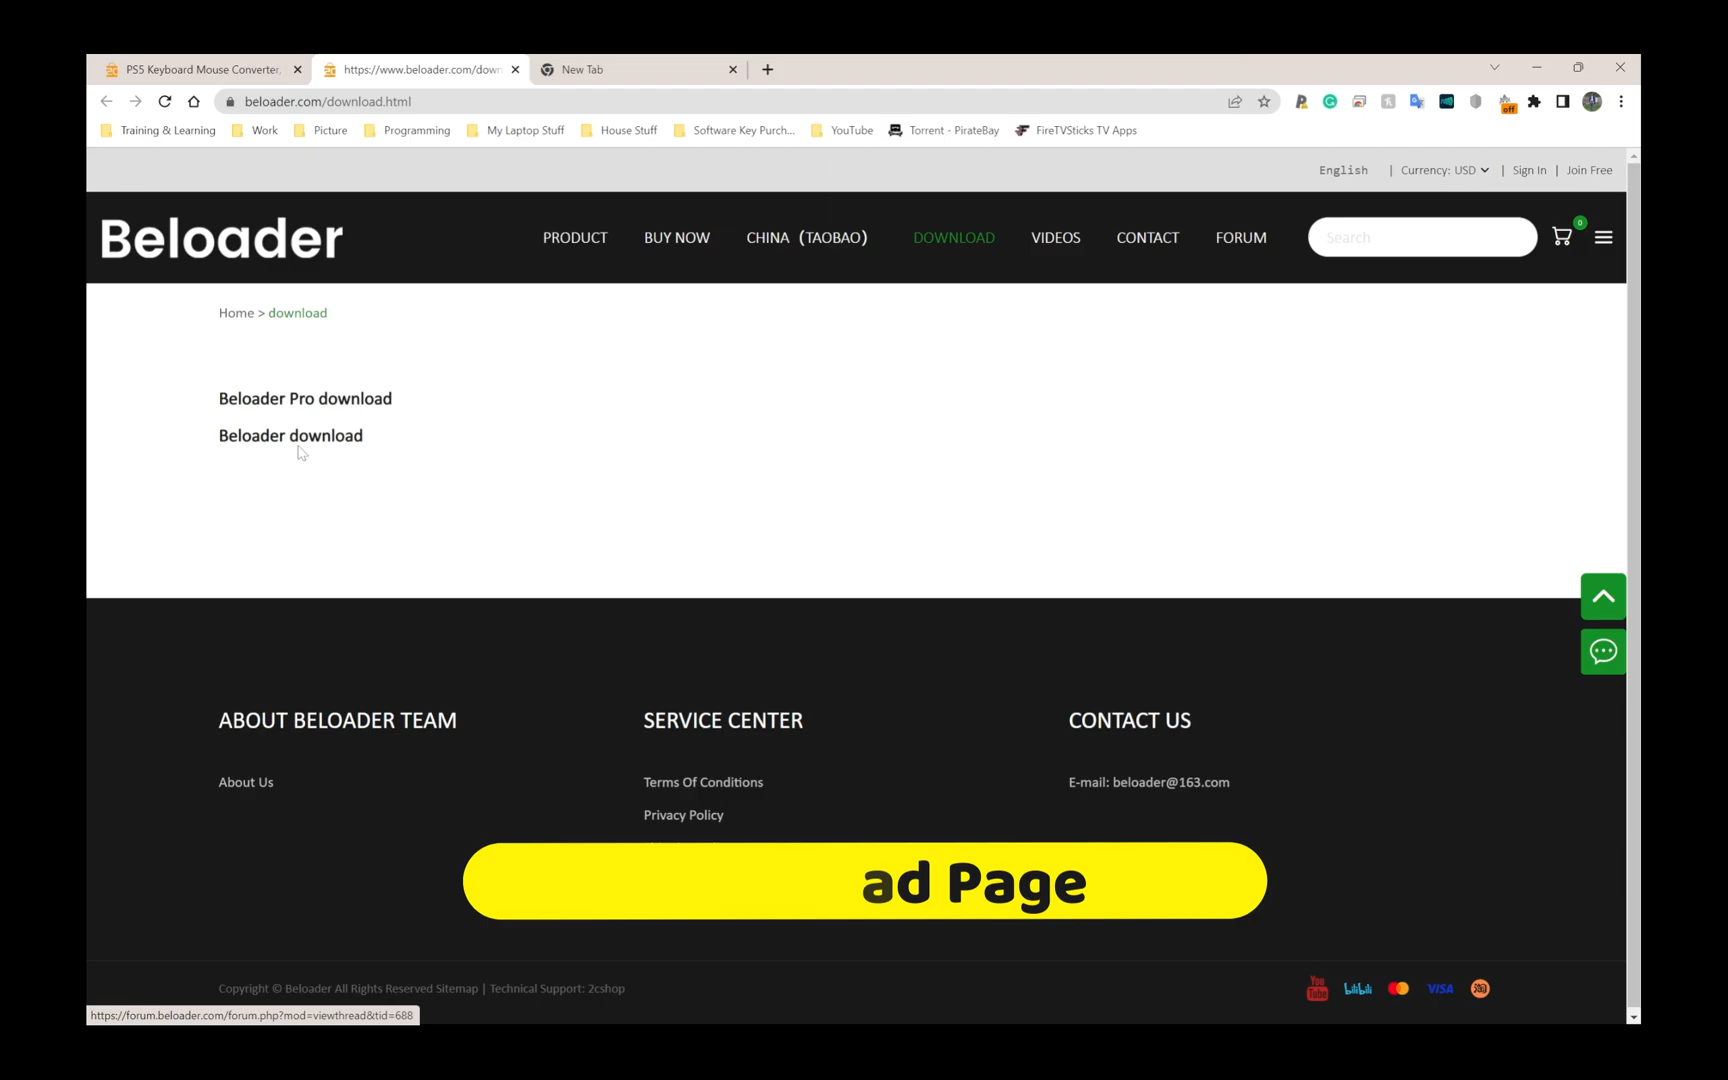 PS5 Keyboard Mouse Converter,
https://www.beloader.com/down
New Tab
beloader.com/download.html
off
Training & Learning
Work
Picture
Programming
My Laptop Stuff
House Stuff
Software Key Purch...
YouTube
Torrent - PirateBay
FireTVSticks TV Apps
English | Currency: USD | Sign In | Join Free
Beloader
PRODUCT
BUY NOW
CHINA （TAOBAO）
DOWNLOAD
VIDEOS
CONTACT
FORUM
Search
0
Home > download
Beloader Pro download
Beloader download
ABOUT BELOADER TEAM
SERVICE CENTER
CONTACT US
About Us
Terms Of Conditions
E-mail: beloader@163.com
Privacy Policy
ad Page
Copyright © Beloader All Rights Reserved Sitemap | Technical Support: 2cshop
You Tube
bilibili
VISA
https://forum.beloader.com/forum.php?mod=viewthread&tid=688